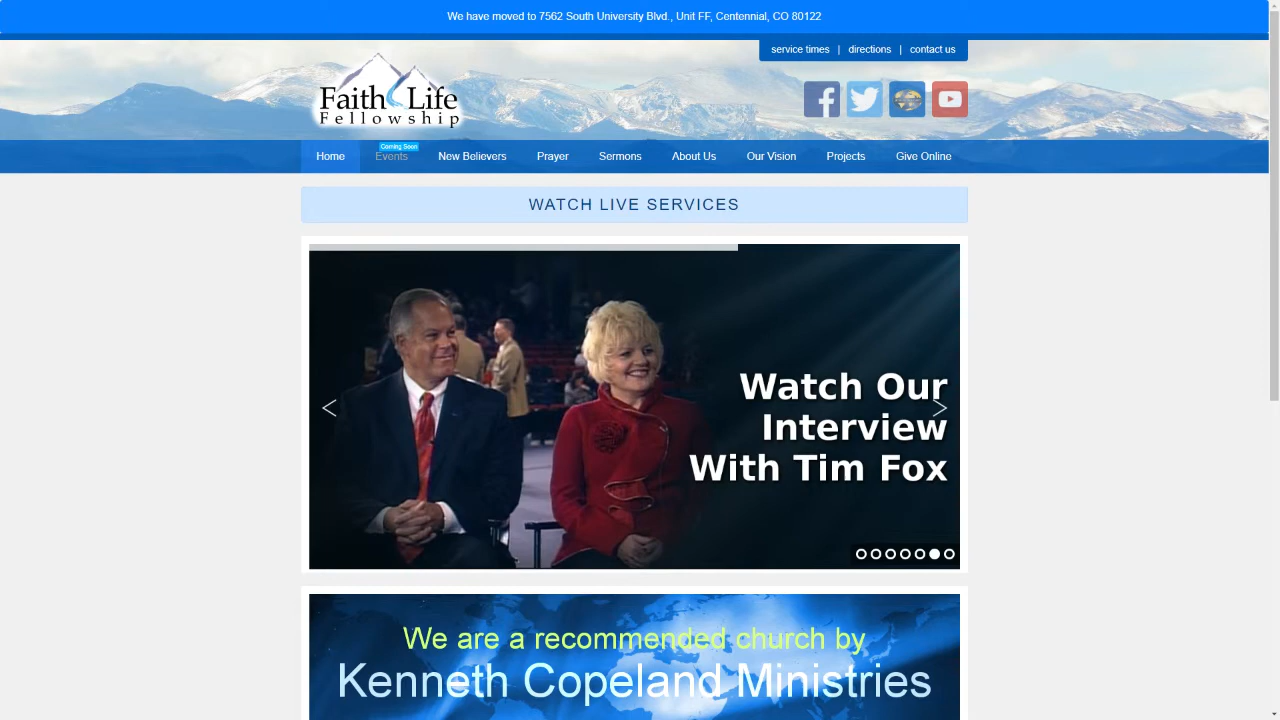 We have moved to 7562 South University Blvd., Unit FF, Centennial, CO 80122
service times | directions | contact us
Faith Life
Fellowship
Coming Soon
Home Events New Believers Prayer Sermons About Us Our Vision Projects Give Online
WATCH LIVE SERVICES
Watch Our
Interview
With Tim Fox
We are a recommended church by
Kenneth Copeland Ministries